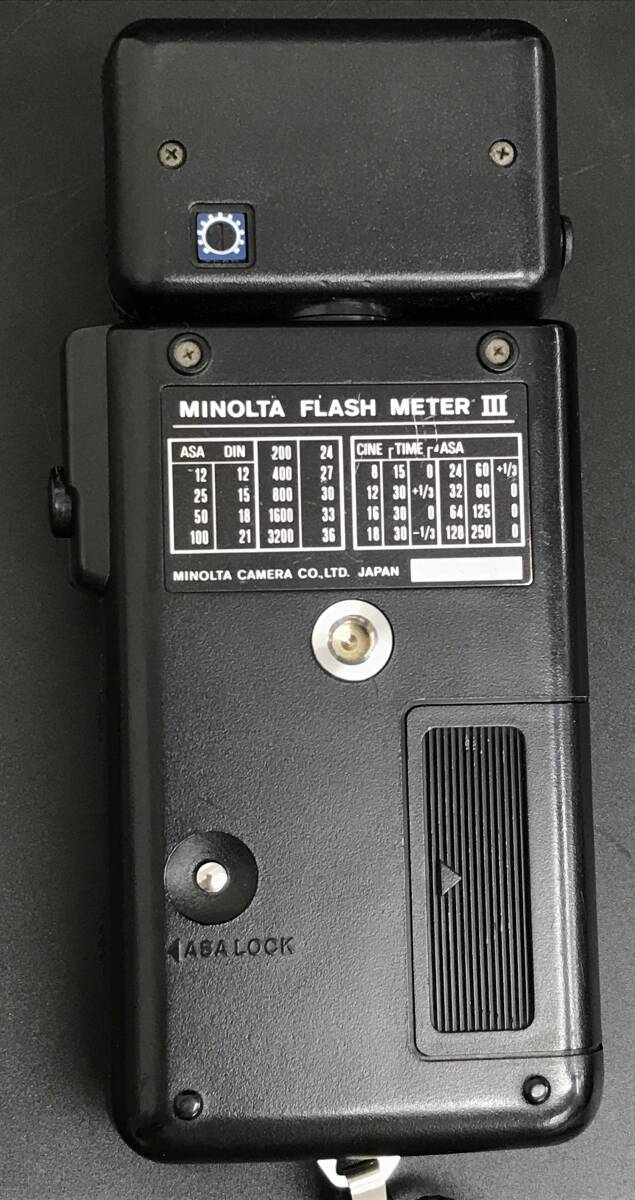 MINOLTA FLASH METER III
ASA DIN 200 24
12 12 400 27
25 15 800 30
50 18 1600 33
100 21 3200 36
CINE TIME ASA
8 15 0 24 60 +1/3
12 30 +1/3 32 60 0
16 30 0 64 125 0
18 30 -1/3 128 250 0
MINOLTA CAMERA CO.,LTD. JAPAN
◀ASA LOCK